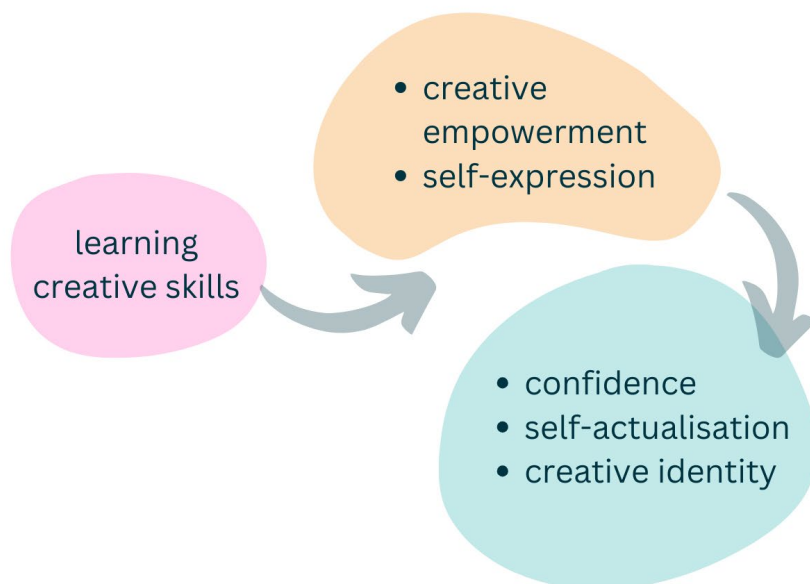 learning
creative skills
• creative
empowerment
• self-expression
• confidence
• self-actualisation
• creative identity